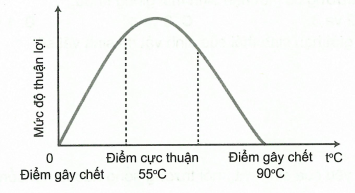 Mức độ thuận lợi
0
t°C
Điểm gây chết
Điểm cực thuận
55°C
Điểm gây chết
90°C